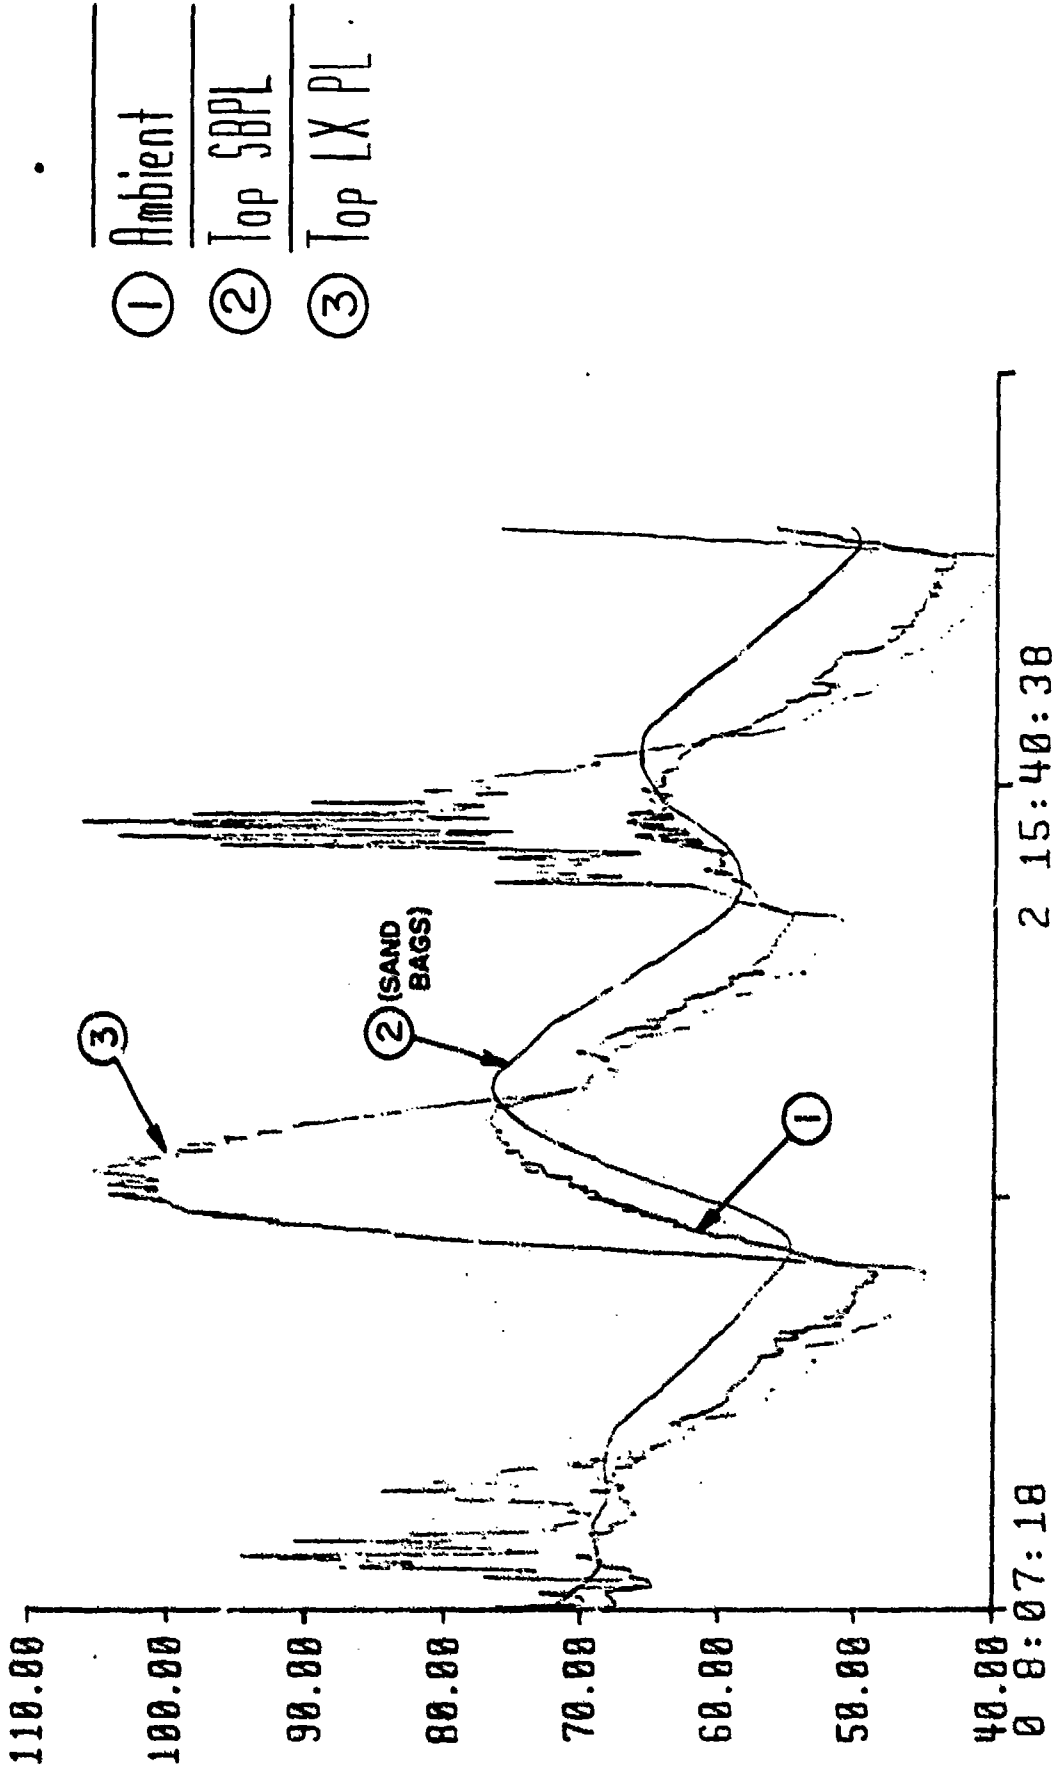 ① Ambient
② Top SBPL
③ Top LX PL
110.00
100.00
90.00
80.00
70.00
60.00
50.00
40.00
③
② (SAND
BAGS)
①
0 8:07:18
2 15:40:38